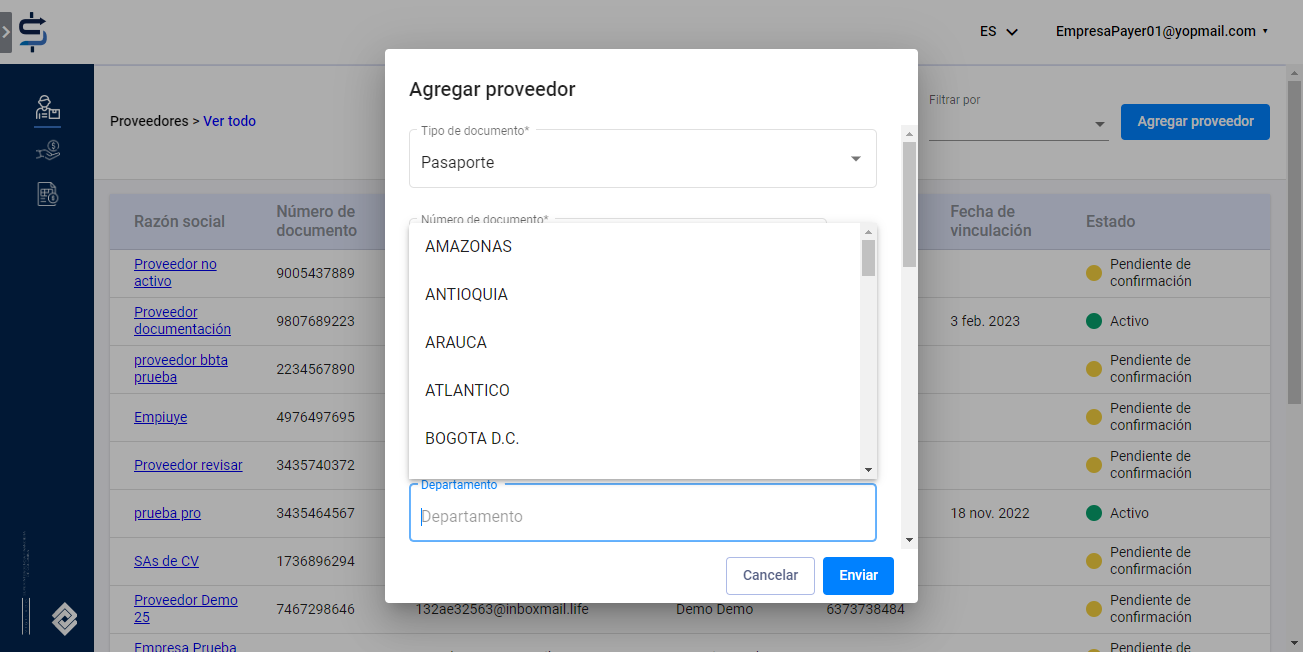 ES
EmpresaPayer01@yopmail.com
Proveedores > Ver todo
Filtrar por
Agregar proveedor
Agregar proveedor
Tipo de documento*
Pasaporte
Número de documento*
AMAZONAS
ANTIOQUIA
ARAUCA
ATLANTICO
BOGOTA D.C.
Departamento
Departamento
Cancelar
Enviar
Razón social
Número de
documento
Fecha de
vinculación
Estado
Proveedor no
activo
9005437889
Pendiente de
confirmación
Proveedor
documentación
9807689223
3 feb. 2023
Activo
proveedor bbta
prueba
2234567890
Pendiente de
confirmación
Empiuye
4976497695
Pendiente de
confirmación
Proveedor revisar
3435740372
Pendiente de
confirmación
prueba pro
3435464567
18 nov. 2022
Activo
SAs de CV
1736896294
Pendiente de
confirmación
Proveedor Demo
25
7467298646
132ae32563@inboxmail.life
Demo Demo
6373738484
Pendiente de
confirmación
Empresa Prueba
Pendiente de